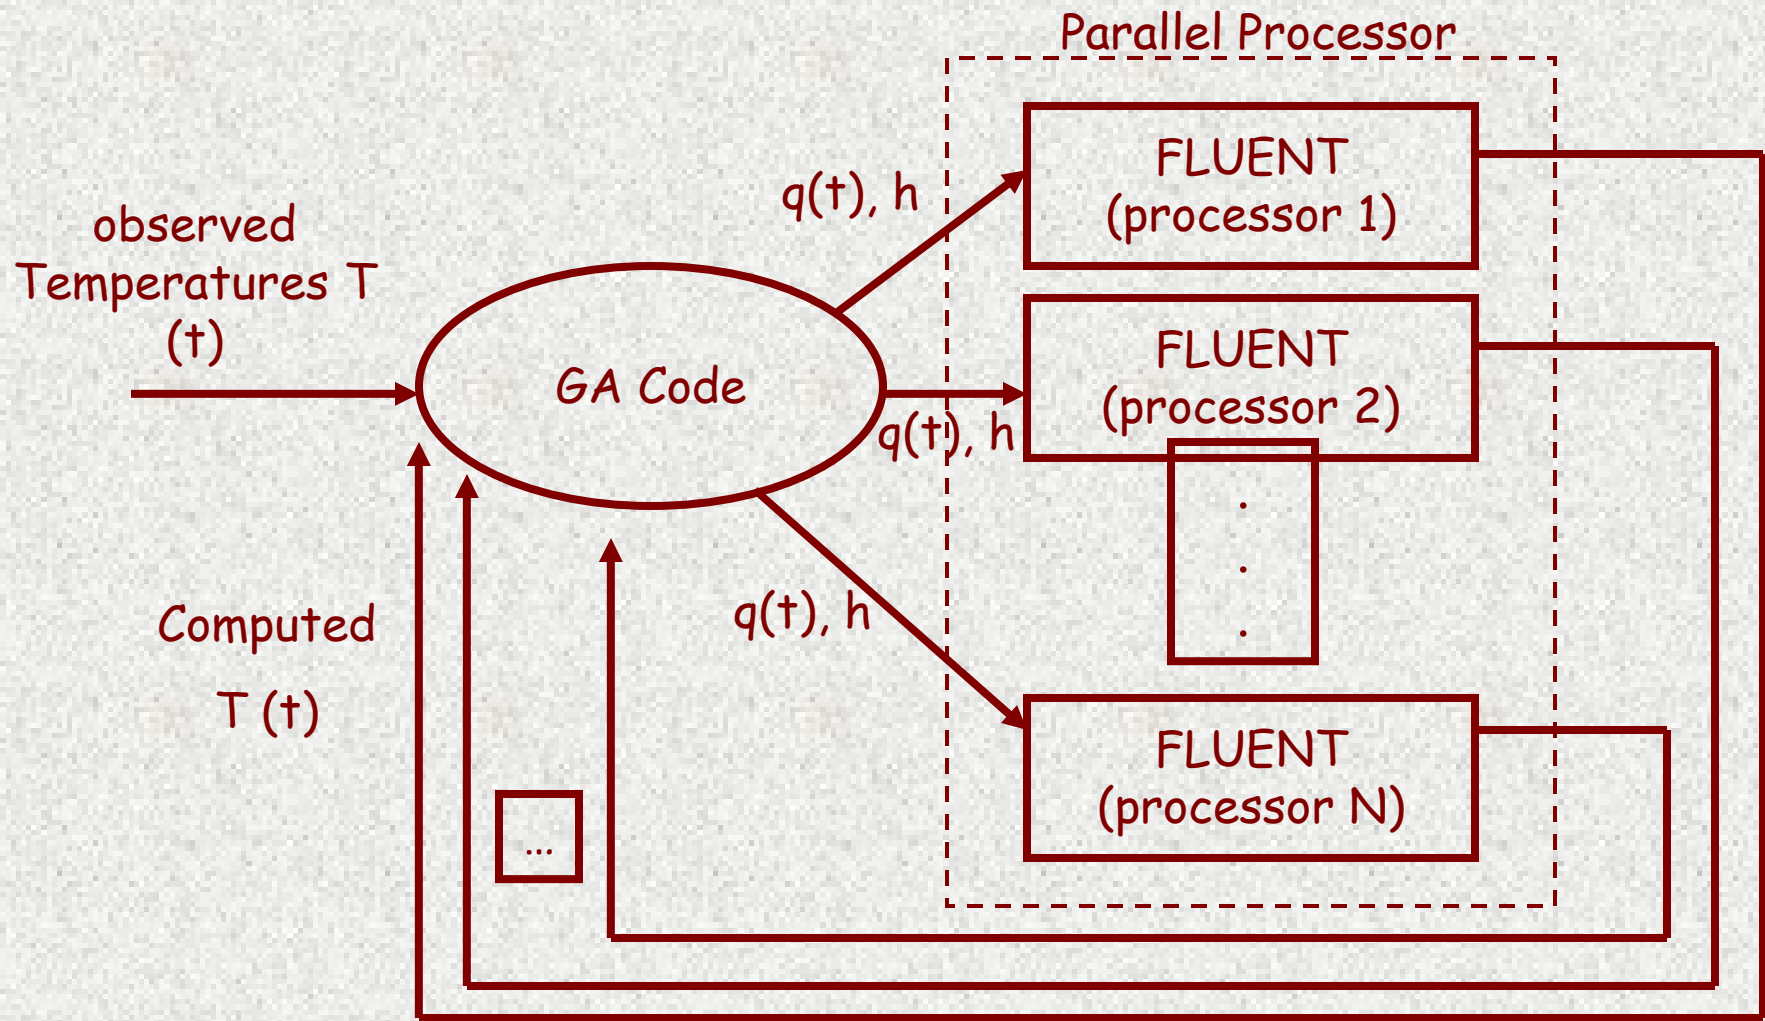 Parallel Processor
FLUENT
(processor 1)
q(t), h
observed
Temperatures T
(t)
GA Code
FLUENT
(processor 2)
q(t), h
.
.
.
q(t), h
Computed
T (t)
FLUENT
(processor N)
...